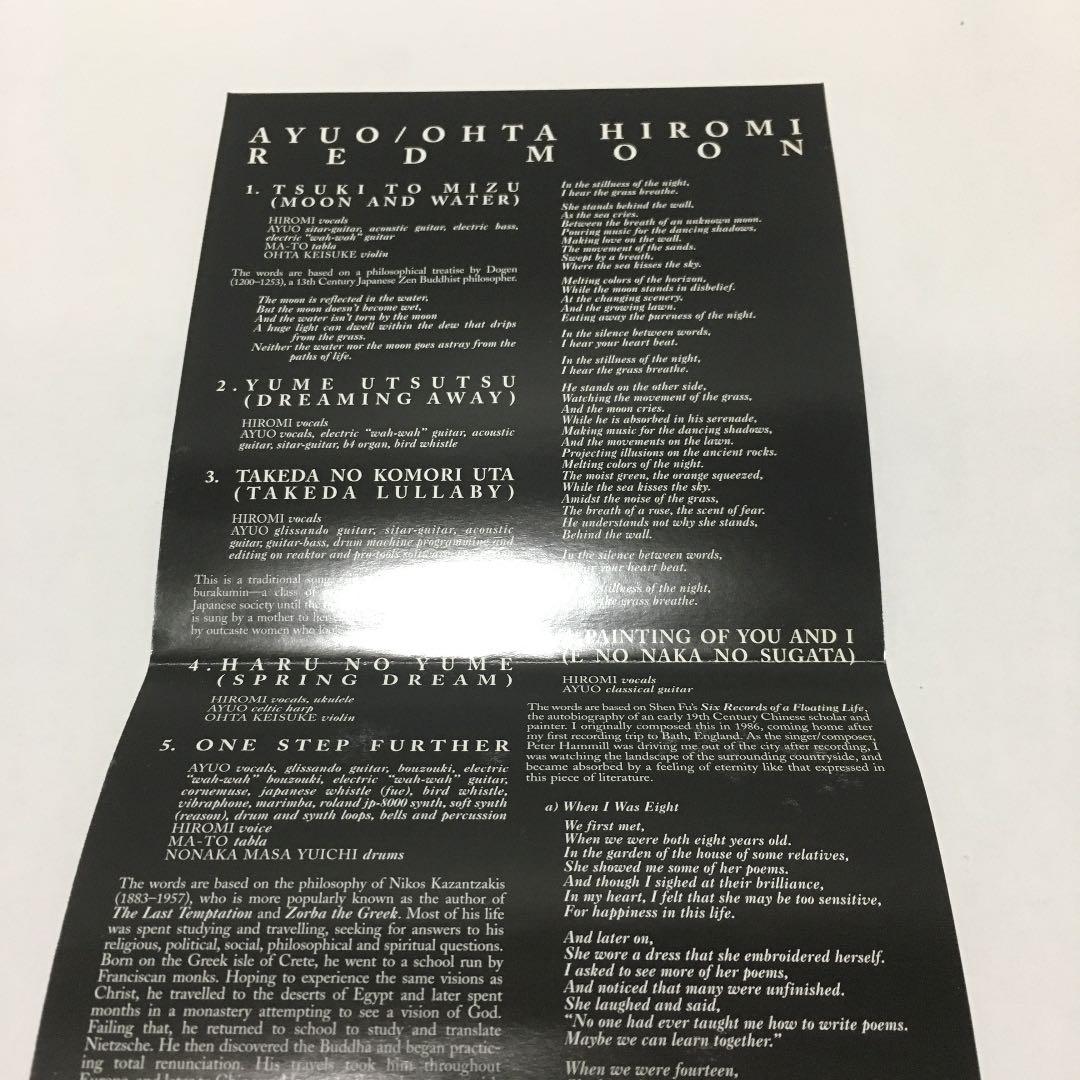 AYUO/OHTA HIROMI
RED MOON
1. TSUKI TO MIZU
(MOON AND WATER)
HIROMI vocals
AYUO sitar-guitar, acoustic guitar, electric bass,
electric "wah-wah" guitar
MA-TO tabla
OHTA KEISUKE violin
The words are based on a philosophical treatise by Dogen
(1200–1253), a 13th Century Japanese Zen Buddhist philosopher.
The moon is reflected in the water,
But the moon doesn't become wet,
And the water isn't torn by the moon
A huge light can dwell within the dew that drips
from the grass.
Neither the water nor the moon goes astray from the
paths of life.
2. YUME UTSUTSU
(DREAMING AWAY)
HIROMI vocals
AYUO vocals, electric "wah-wah" guitar, acoustic
guitar, sitar-guitar, b4 organ, bird whistle
3. TAKEDA NO KOMORI UTA
(TAKEDA LULLABY)
HIROMI vocals
AYUO glissando guitar, sitar-guitar, acoustic
guitar, guitar-bass, drum machine programming and
editing on reaktor and pro-tools software
This is a traditional song
burakumin—a class of
Japanese society until the
is sung by a mother to her
by outcaste women who
4. HARU NO YUME
(SPRING DREAM)
HIROMI vocals, ukulele
AYUO celtic harp
OHTA KEISUKE violin
5. ONE STEP FURTHER
AYUO vocals, glissando guitar, bouzouki, electric
"wah-wah" bouzouki, electric "wah-wah" guitar,
cornemuse, japanese whistle (fue), bird whistle,
vibraphone, marimba, roland jp-8000 synth, soft synth
(reason), drum and synth loops, bells and percussion
HIROMI voice
MA-TO tabla
NONAKA MASA YUICHI drums
The words are based on the philosophy of Nikos Kazantzakis
(1883–1957), who is more popularly known as the author of
The Last Temptation and Zorba the Greek. Most of his life
was spent studying and travelling, seeking for answers to his
religious, political, social, philosophical and spiritual questions.
Born on the Greek isle of Crete, he went to a school run by
Franciscan monks. Hoping to experience the same visions as
Christ, he travelled to the deserts of Egypt and later spent
months in a monastery attempting to see a vision of God.
Failing that, he returned to school to study and translate
Nietzsche. He then discovered the Buddha and began practic-
ing total renunciation. His travels took him throughout
In the stillness of the night,
I hear the grass breathe.
She stands behind the wall,
As the sea cries.
Between the breath of an unknown moon.
Pouring music for the dancing shadows,
Making love on the wall.
The movement of the sands.
Swept by a breath,
Where the sea kisses the sky.
Melting colors of the horizon,
While the moon stands in disbelief.
At the changing scenery,
And the growing lawn.
Eating away the pureness of the night.
In the silence between words,
I hear your heart beat.
In the stillness of the night,
I hear the grass breathe.
He stands on the other side,
Watching the movement of the grass,
And the moon cries.
While he is absorbed in his serenade,
Making music for the dancing shadows,
And the movements on the lawn.
Projecting illusions on the ancient rocks.
Melting colors of the night.
The moist green, the orange squeezed,
While the sea kisses the sky.
Amidst the noise of the grass,
The breath of a rose, the scent of fear.
He understands not why she stands,
Behind the wall.
In the silence between words,
your heart beat.
stillness of the night,
the grass breathe.
PAINTING OF YOU AND I
(E NO NAKA NO SUGATA)
HIROMI vocals
AYUO classical guitar
The words are based on Shen Fu's Six Records of a Floating Life,
the autobiography of an early 19th Century Chinese scholar and
painter. I originally composed this in 1986, coming home after
my first recording trip to Bath, England. As the singer/composer,
Peter Hammill was driving me out of the city after recording, I
was watching the landscape of the surrounding countryside, and
became absorbed by a feeling of eternity like that expressed in
this piece of literature.
a) When I Was Eight
We first met,
When we were both eight years old.
In the garden of the house of some relatives,
She showed me some of her poems.
And though I sighed at their brilliance,
In my heart, I felt that she may be too sensitive,
For happiness in this life.
And later on,
She wore a dress that she embroidered herself.
I asked to see more of her poems,
And noticed that many were unfinished.
She laughed and said,
"No one had ever taught me how to write poems.
Maybe we can learn together."
When we were fourteen,